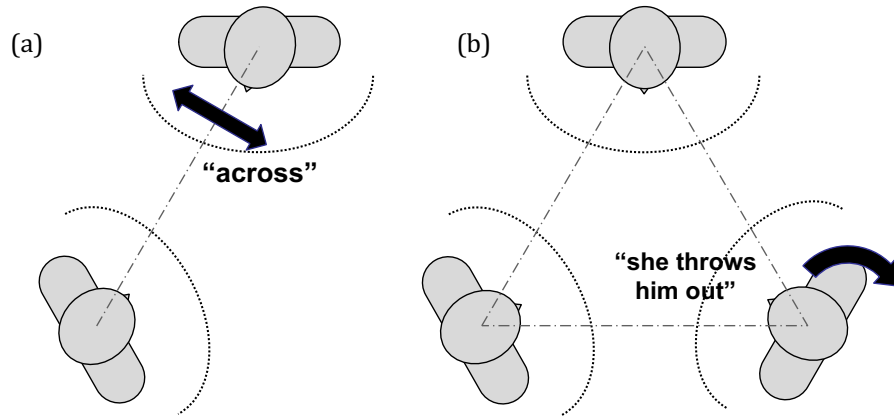 (a)
“across”
(b)
“she throws
him out”